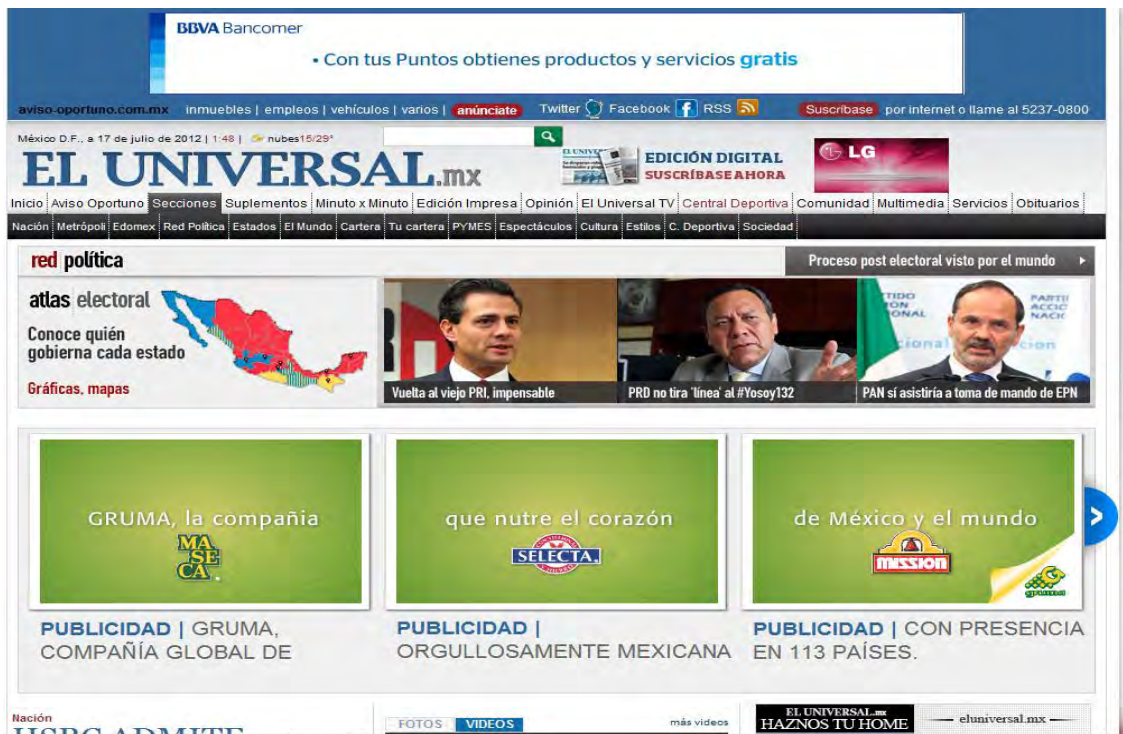 BBVA Bancomer
• Con tus Puntos obtienes productos y servicios gratis
aviso-oportuno.com.mx inmuebles | empleos | vehículos | varios | anúnciate Twitter Facebook RSS Suscríbase por internet o llame al 5237-0800
México D.F., a 17 de julio de 2012 | 1:48 | nubes15/29°
EL UNIVERSAL.mx
EDICIÓN DIGITAL
SUSCRÍBASE AHORA
LG
Inicio Aviso Oportuno Secciones Suplementos Minuto x Minuto Edición Impresa Opinión El Universal TV Central Deportiva Comunidad Multimedia Servicios Obituarios
Nación Metrópoli Edomex Red Política Estados El Mundo Cartera Tu cartera PYMES Espectáculos Cultura Estilos C. Deportiva Sociedad
red política
Proceso post electoral visto por el mundo
atlas electoral
Conoce quién
gobierna cada estado
Gráficas, mapas
Vuelta al viejo PRI, impensable
PRD no tira 'línea' al #Yosoy132
PAN sí asistiría a toma de mando de EPN
GRUMA, la compañia
MA
SE
CA
que nutre el corazón
SELECTA
de México y el mundo
MISSION
gruma
PUBLICIDAD | GRUMA,
COMPAÑÍA GLOBAL DE
PUBLICIDAD |
ORGULLOSAMENTE MEXICANA
PUBLICIDAD | CON PRESENCIA
EN 113 PAÍSES.
Nación
HSBC ADMITE
FOTOS VIDEOS más videos
EL UNIVERSAL.mx
HAZNOS TU HOME
eluniversal.mx